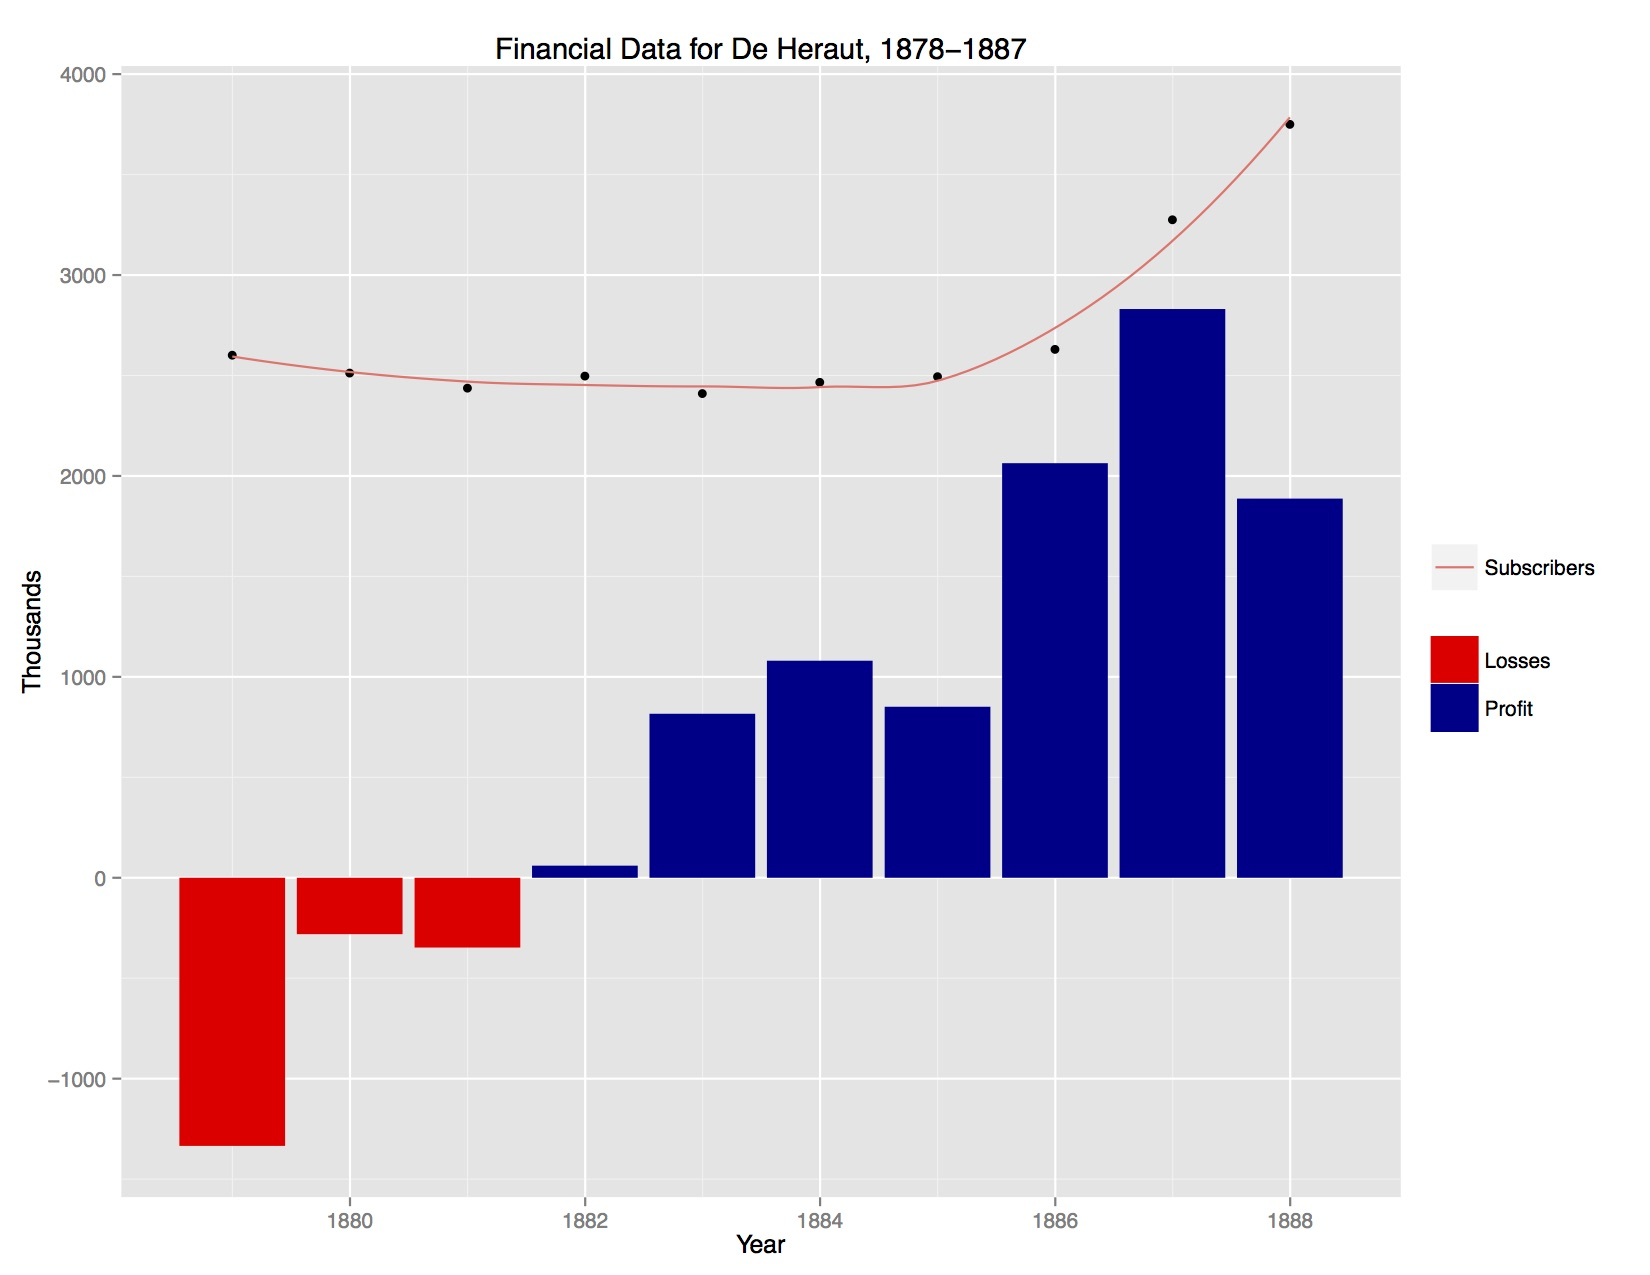 Financial Data for De Heraut, 1878−1887
4000
3000
2000
1000
0
−1000
Thousands
1880
1882
1884
1886
1888
Year
Subscribers
Losses
Profit